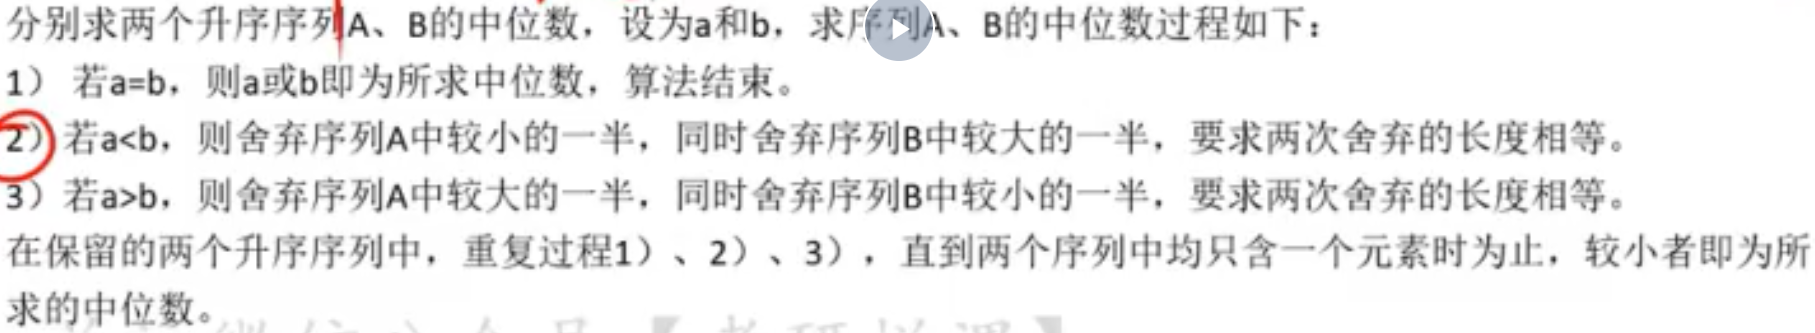 分别求两个升序序列A、B的中位数，设为a和b，求序列A、B的中位数过程如下：
1） 若a=b，则a或b即为所求中位数，算法结束。
2）若a<b，则舍弃序列A中较小的一半，同时舍弃序列B中较大的一半，要求两次舍弃的长度相等。
3）若a>b，则舍弃序列A中较大的一半，同时舍弃序列B中较小的一半，要求两次舍弃的长度相等。
在保留的两个升序序列中，重复过程1）、2）、3），直到两个序列中均只含一个元素时为止，较小者即为所
求的中位数。